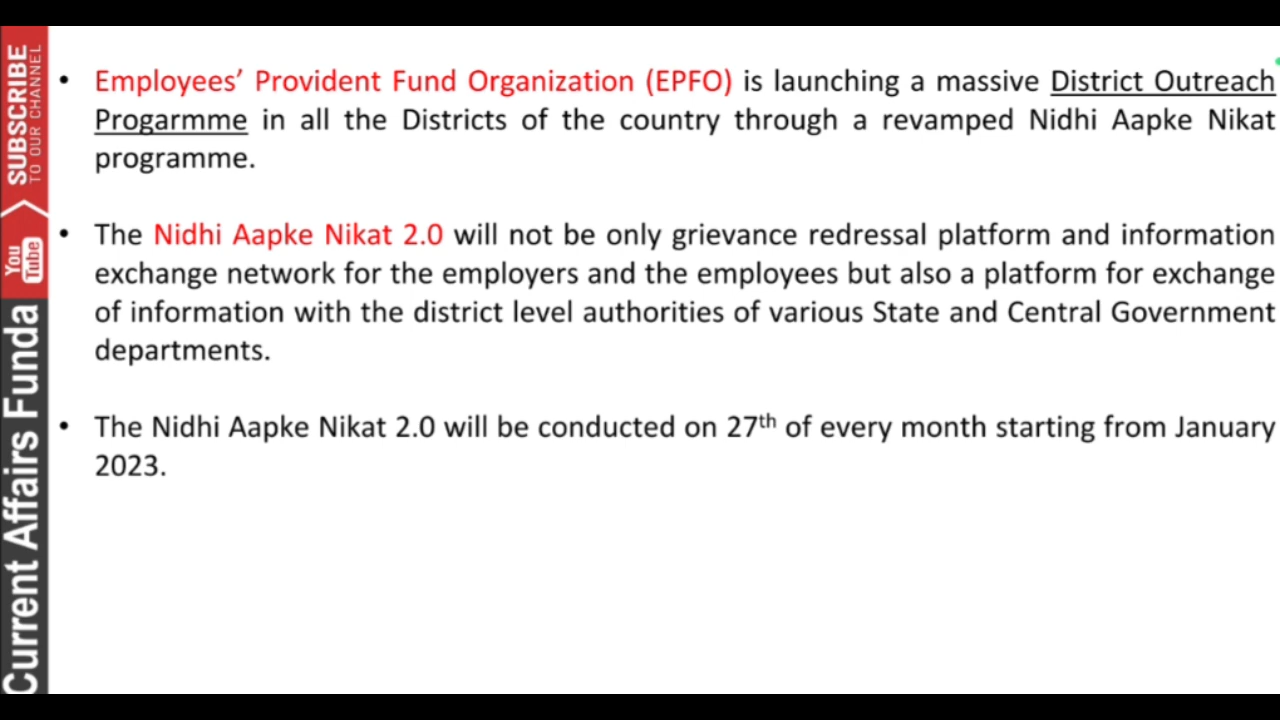 • Employees' Provident Fund Organization (EPFO) is launching a massive District Outreach
Progarmme in all the Districts of the country through a revamped Nidhi Aapke Nikat
programme.
• The Nidhi Aapke Nikat 2.0 will not be only grievance redressal platform and information
exchange network for the employers and the employees but also a platform for exchange
of information with the district level authorities of various State and Central Government
departments.
• The Nidhi Aapke Nikat 2.0 will be conducted on 27th of every month starting from January
2023.
SUBSCRIBE
TO OUR CHANNEL
You
Tube
Current Affairs Funda